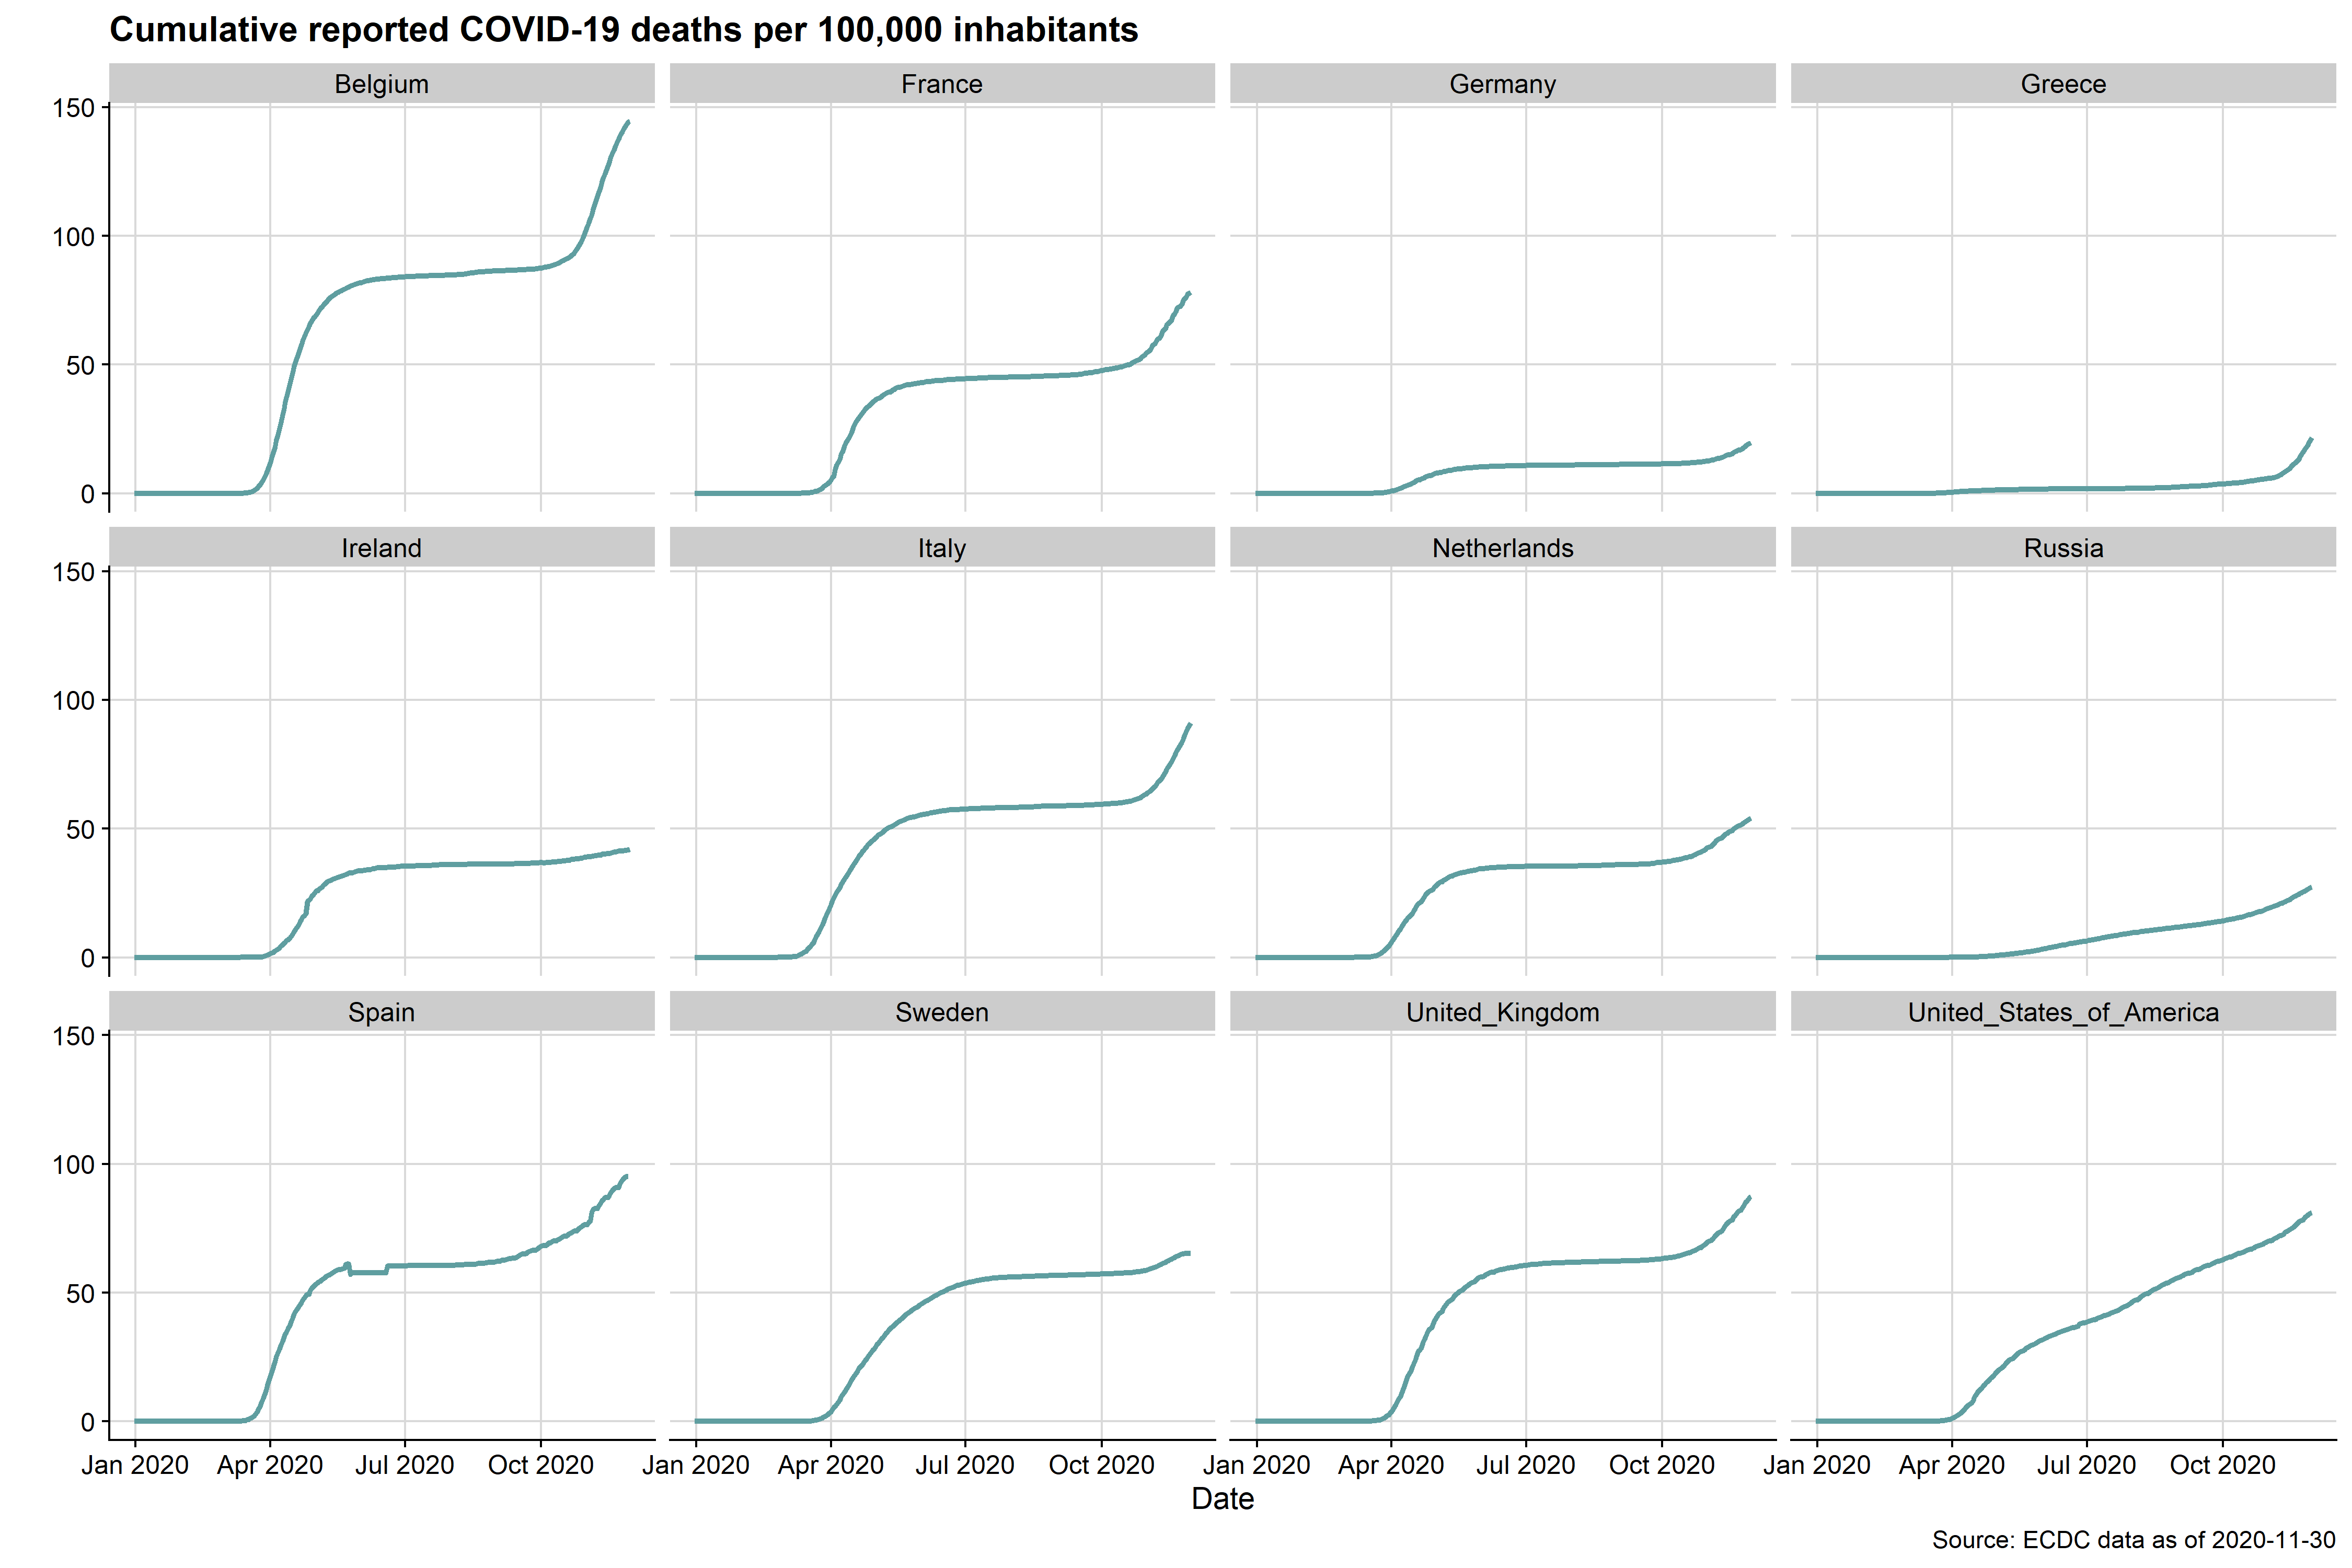 Cumulative reported COVID-19 deaths per 100,000 inhabitants
Belgium France Germany Greece
150
100
50
0
Ireland Italy Netherlands Russia
150
100
50
0
Spain Sweden United_Kingdom United_States_of_America
150
100
50
0
Jan 2020 Apr 2020 Jul 2020 Oct 2020 Jan 2020 Apr 2020 Jul 2020 Oct 2020 Jan 2020 Apr 2020 Jul 2020 Oct 2020 Jan 2020 Apr 2020 Jul 2020 Oct 2020
Date
Source: ECDC data as of 2020-11-30